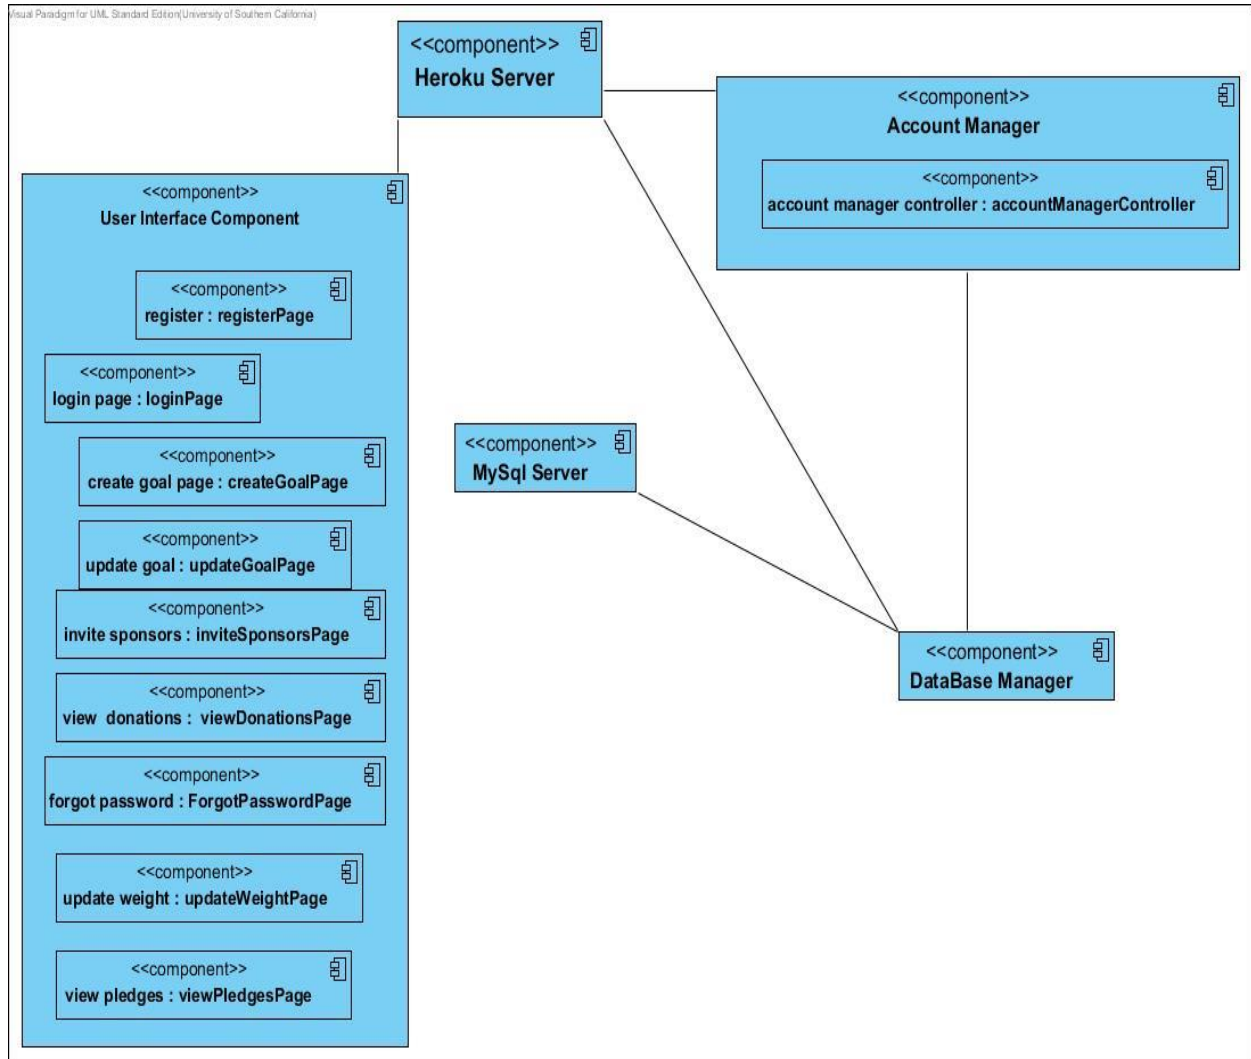 Visual Paradigm for UML Standard Edition(University of Southern California)
<<component>>
Heroku Server
<<component>>
Account Manager
<<component>>
account manager controller : accountManagerController
<<component>>
User Interface Component
<<component>>
register : registerPage
<<component>>
login page : loginPage
<<component>>
create goal page : createGoalPage
<<component>>
update goal : updateGoalPage
<<component>>
invite sponsors : inviteSponsorsPage
<<component>>
view donations : viewDonationsPage
<<component>>
forgot password : ForgotPasswordPage
<<component>>
update weight : updateWeightPage
<<component>>
view pledges : viewPledgesPage
<<component>>
MySql Server
<<component>>
DataBase Manager